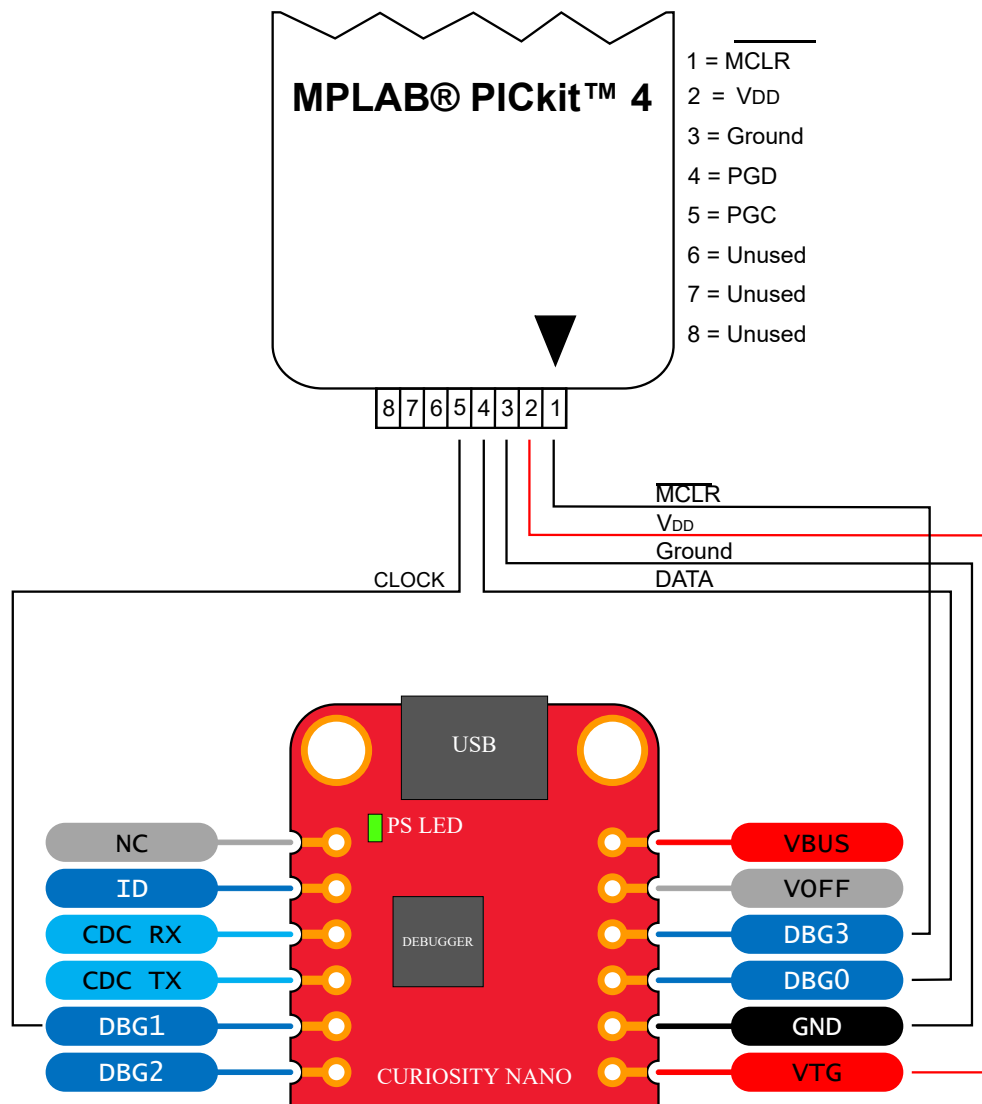 MPLAB® PICkit™ 4
1 = MCLR
2 = VDD
3 = Ground
4 = PGD
5 = PGC
6 = Unused
7 = Unused
8 = Unused
8 7 6 5 4 3 2 1
MCLR
VDD
Ground
CLOCK
DATA
USB
PS LED
DEBUGGER
CURIOSITY NANO
NC
ID
CDC RX
CDC TX
DBG1
DBG2
VBUS
VOFF
DBG3
DBG0
GND
VTG